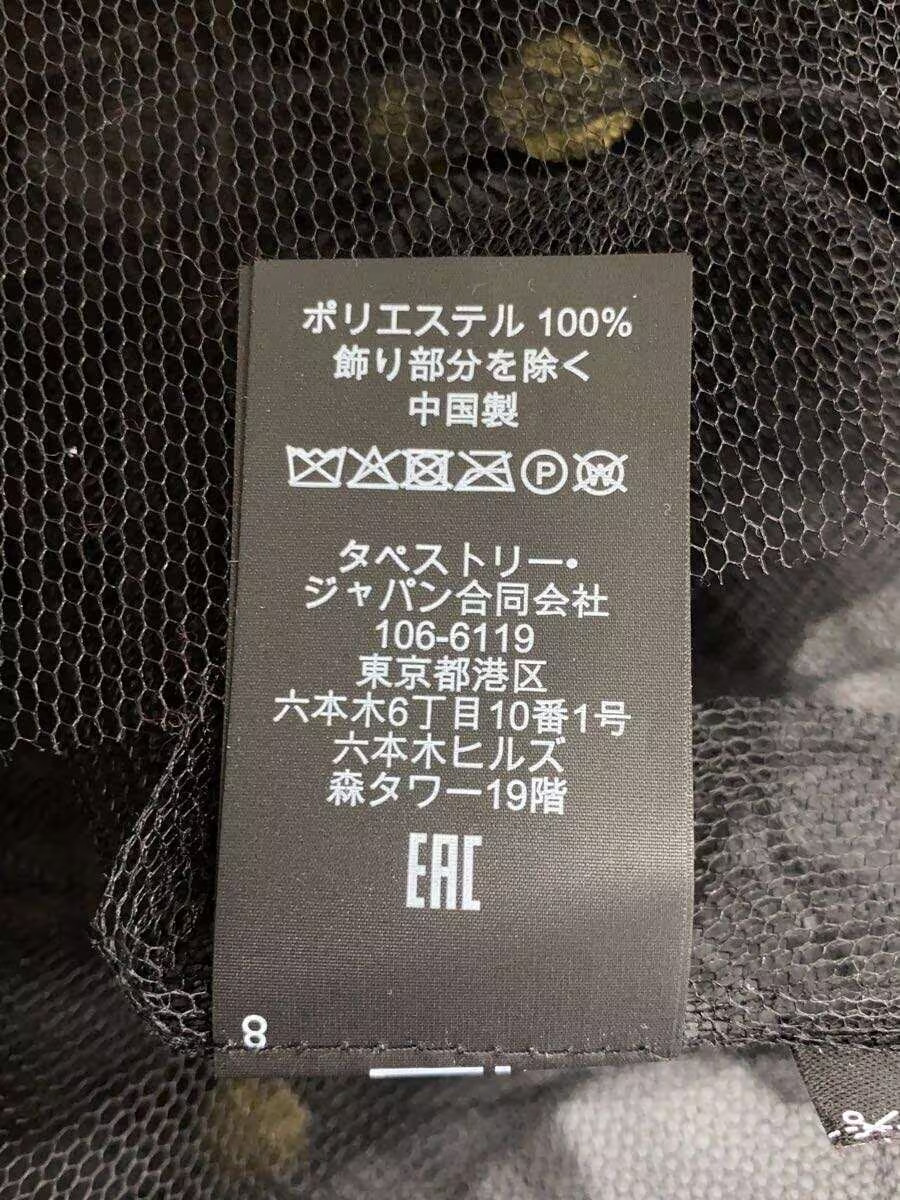 ポリエステル 100%
飾り部分を除く
中国製
P W
タペストリー・
ジャパン合同会社
106-6119
東京都港区
六本木6丁目10番1号
六本木ヒルズ
森タワー19階
EAC
8